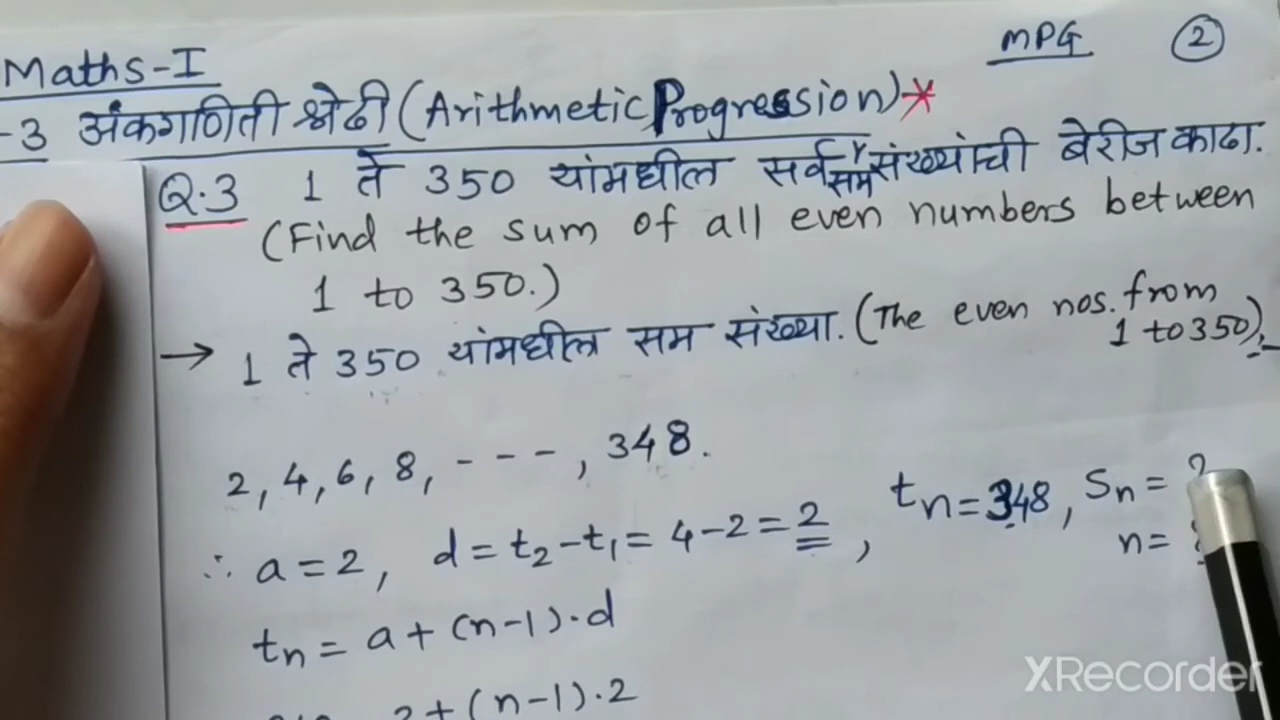 Maths-I
MPG 2
-3 अंकगणिती श्रेढी (Arithmetic Progression)*
Q.3 1 ते 350 यांमधील सर्व सम संख्यांची बेरीज काढा.
(Find the sum of all even numbers between
1 to 350.)
→ 1 ते 350 यांमधील सम संख्या. (The even nos. from
1 to 350).
2, 4, 6, 8, - - - , 348.
∴ a = 2, d = t₂ - t₁ = 4 - 2 = 2, tn = 348, Sn = ?
n =
tn = a + (n-1).d
2 + (n-1).2
XRecorder